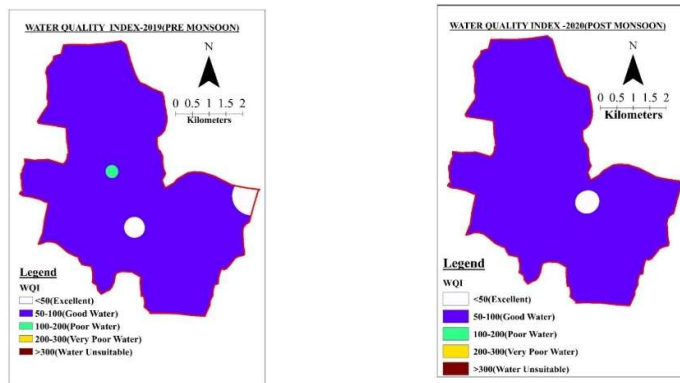 WATER QUALITY INDEX-2019(PRE MONSOON)
N
0 0.5 1 1.5 2
Kilometers
Legend
WQI
<50(Excellent)
50-100(Good Water)
100-200(Poor Water)
200-300(Very Poor Water)
>300(Water Unsuitable)
WATER QUALITY INDEX -2020(POST MONSOON)
N
0 0.5 1 1.5 2
Kilometers
Legend
WQI
<50(Excellent)
50-100(Good Water)
100-200(Poor Water)
200-300(Very Poor Water)
>300(Water Unsuitable)